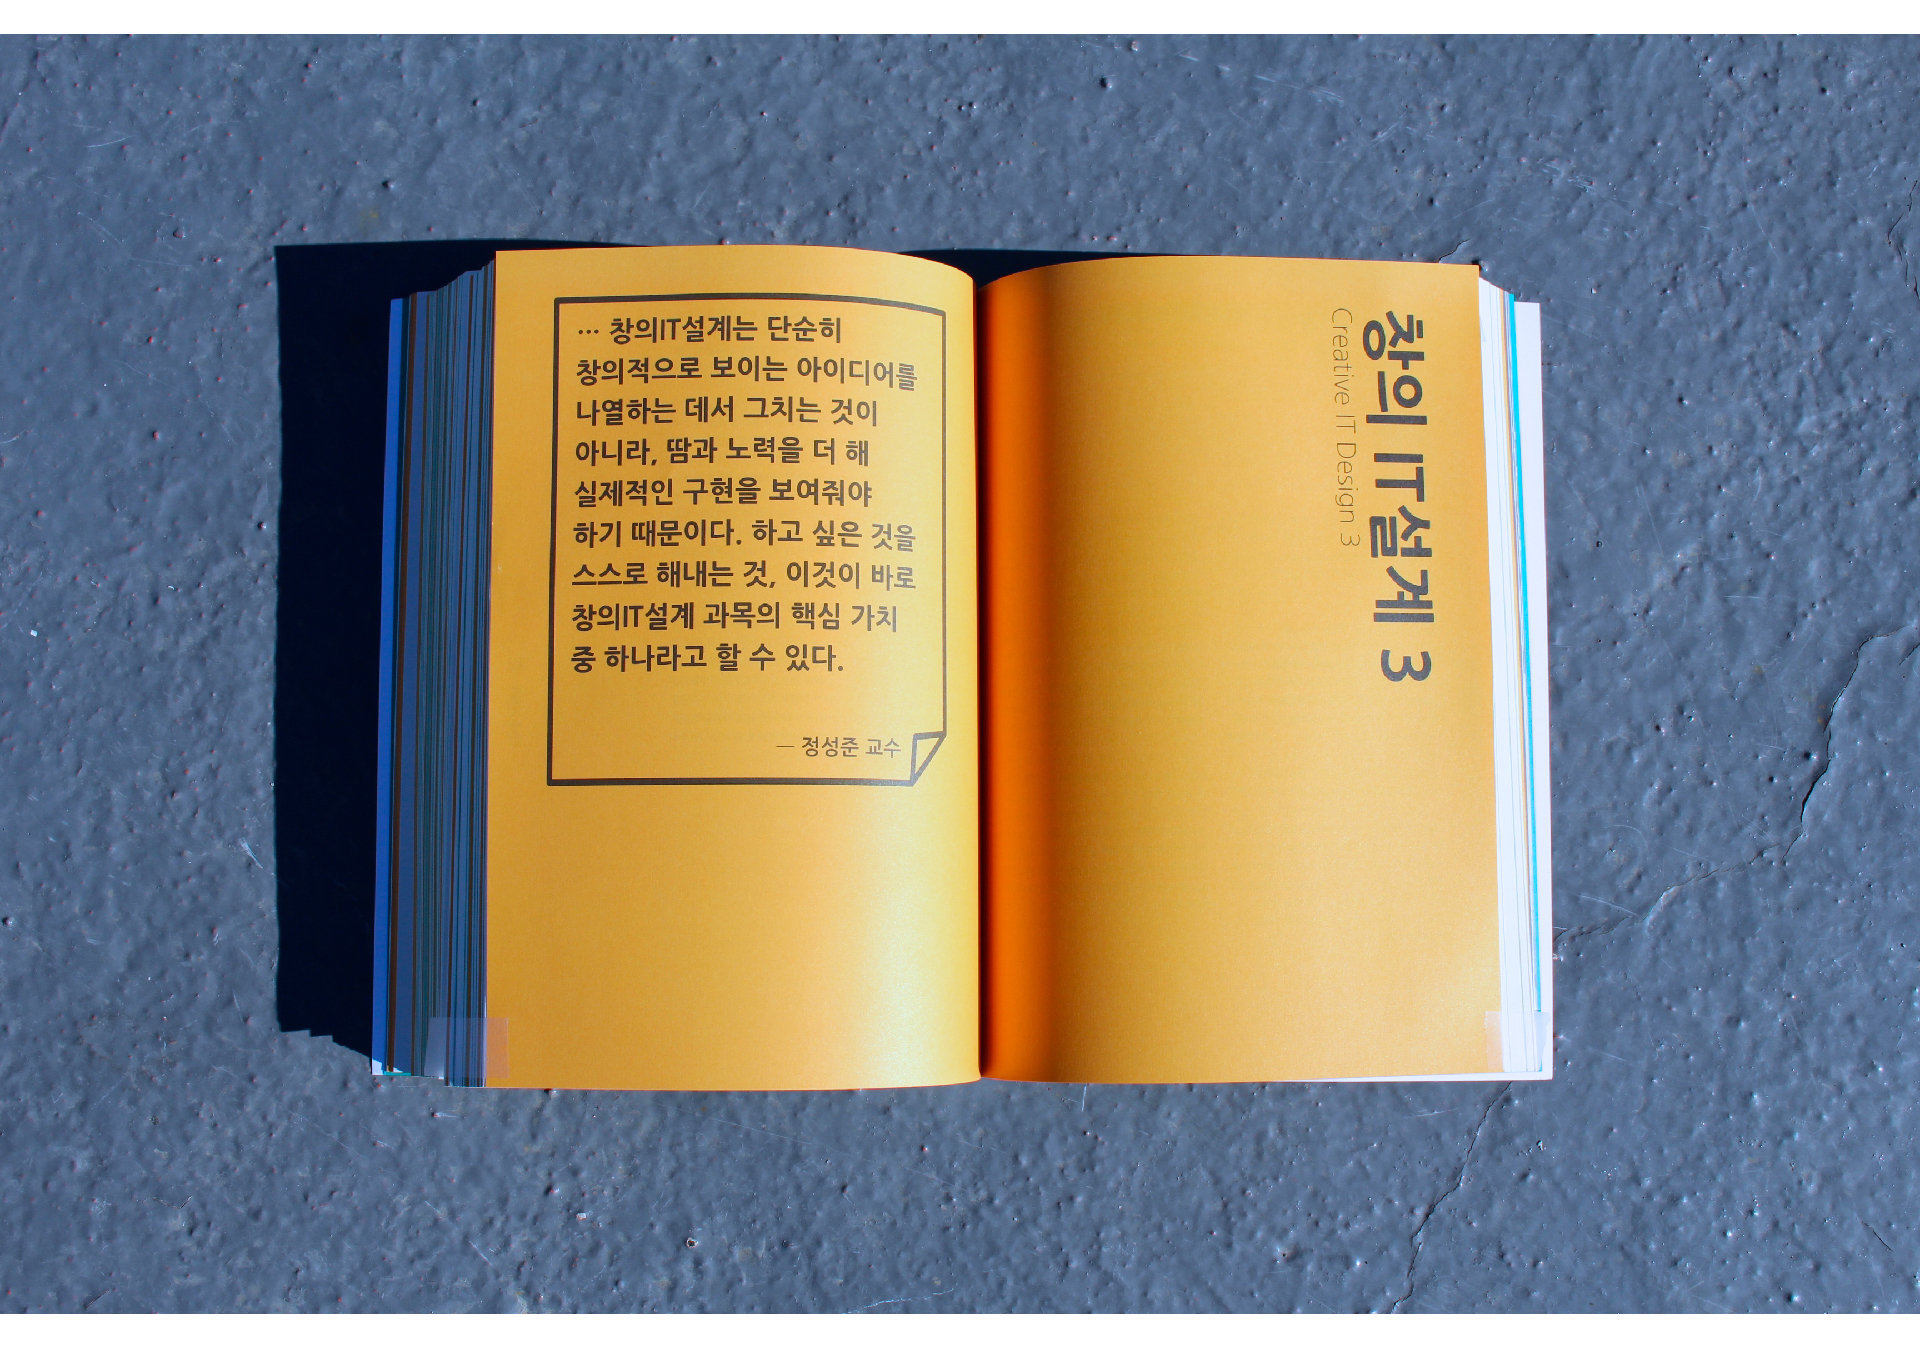 … 창의IT설계는 단순히
창의적으로 보이는 아이디어를
나열하는 데서 그치는 것이
아니라, 땀과 노력을 더 해
실제적인 구현을 보여줘야
하기 때문이다. 하고 싶은 것을
스스로 해내는 것, 이것이 바로
창의IT설계 과목의 핵심 가치
중 하나라고 할 수 있다.
— 정성준 교수
창의 IT설계 3
Creative IT Design 3